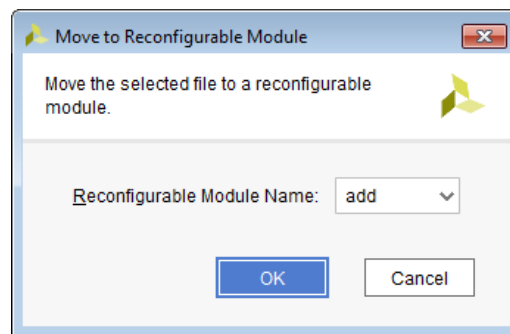 Move to Reconfigurable Module
Move the selected file to a reconfigurable
module.
Reconfigurable Module Name: add
OK Cancel